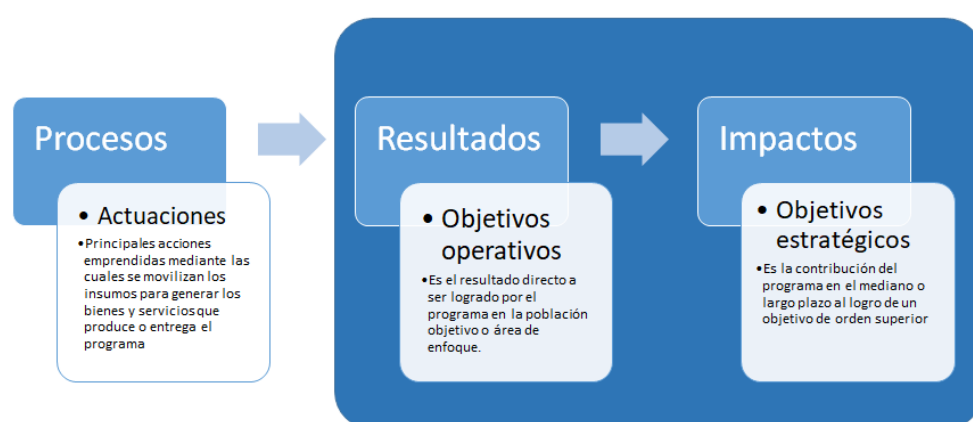 Procesos
• Actuaciones
•Principales acciones
emprendidas mediante las
cuales se movilizan los
insumos para generar los
bienes y servicios que
produce o entrega el
programa
Resultados
• Objetivos
operativos
•Es el resultado directo a
ser logrado por el
programa en la población
objetivo o área de
enfoque.
Impactos
• Objetivos
estratégicos
•Es la contribución del
programa en el mediano o
largo plazo al logro de un
objetivo de orden superior